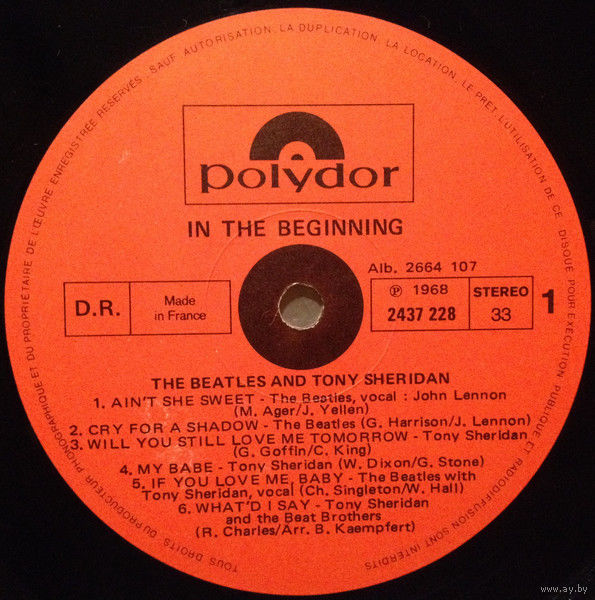 TOUS DROITS DU PRODUCTEUR PHONOGRAPHIQUE ET DU PROPRIÉTAIRE DE L'ŒUVRE ENREGISTRÉE RÉSERVÉS. SAUF AUTORISATION, LA DUPLICATION, LA LOCATION, LE PRÊT, L'UTILISATION DE CE DISQUE POUR EXÉCUTION PUBLIQUE ET RADIODIFFUSION SONT INTERDITS
polydor
IN THE BEGINNING
Alb. 2664 107
D.R. Made in France
℗ 1968 STEREO 1
2437 228 33
THE BEATLES AND TONY SHERIDAN
1. AIN'T SHE SWEET - The Beatles, vocal : John Lennon
(M. Ager/J. Yellen)
2. CRY FOR A SHADOW - The Beatles (G. Harrison/J. Lennon)
3. WILL YOU STILL LOVE ME TOMORROW - Tony Sheridan
(G. Goffin/C. King)
4. MY BABE - Tony Sheridan (W. Dixon/G. Stone)
5. IF YOU LOVE ME, BABY - The Beatles with
Tony Sheridan, vocal (Ch. Singleton/W. Hall)
6. WHAT'D I SAY - Tony Sheridan
and the Beat Brothers
(R. Charles/Arr. B. Kaempfert)
www.ay.by